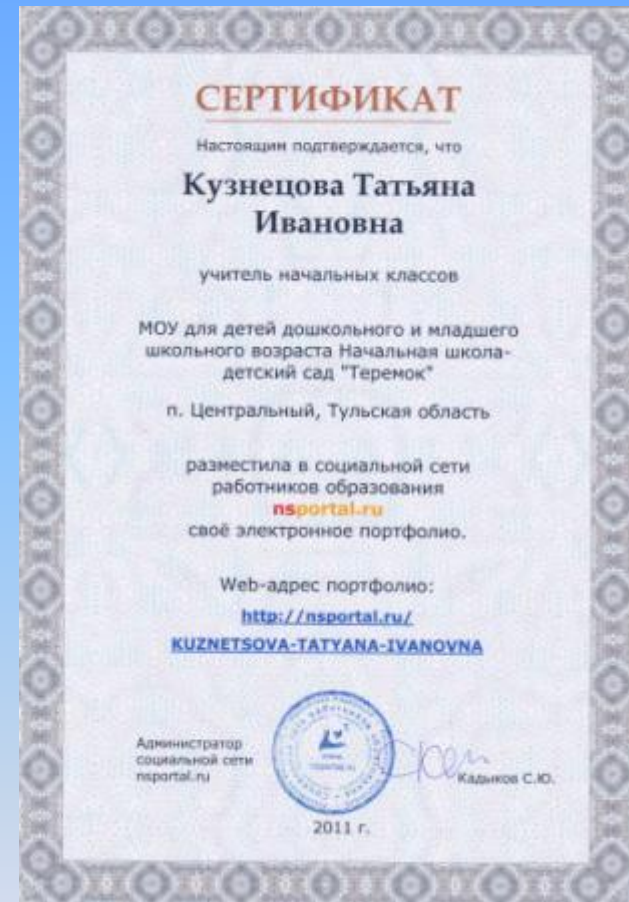 СЕРТИФИКАТ
Настоящим подтверждается, что
Кузнецова Татьяна
Ивановна
учитель начальных классов
МОУ для детей дошкольного и младшего
школьного возраста Начальная школа-
детский сад "Теремок"
п. Центральный, Тульская область
разместила в социальной сети
работников образования
nsportal.ru
своё электронное портфолио.
Web-адрес портфолио:
http://nsportal.ru/
KUZNETSOVA-TATYANA-IVANOVNA
Администратор
социальной сети
nsportal.ru
Кадыков С.Ю.
2011 г.